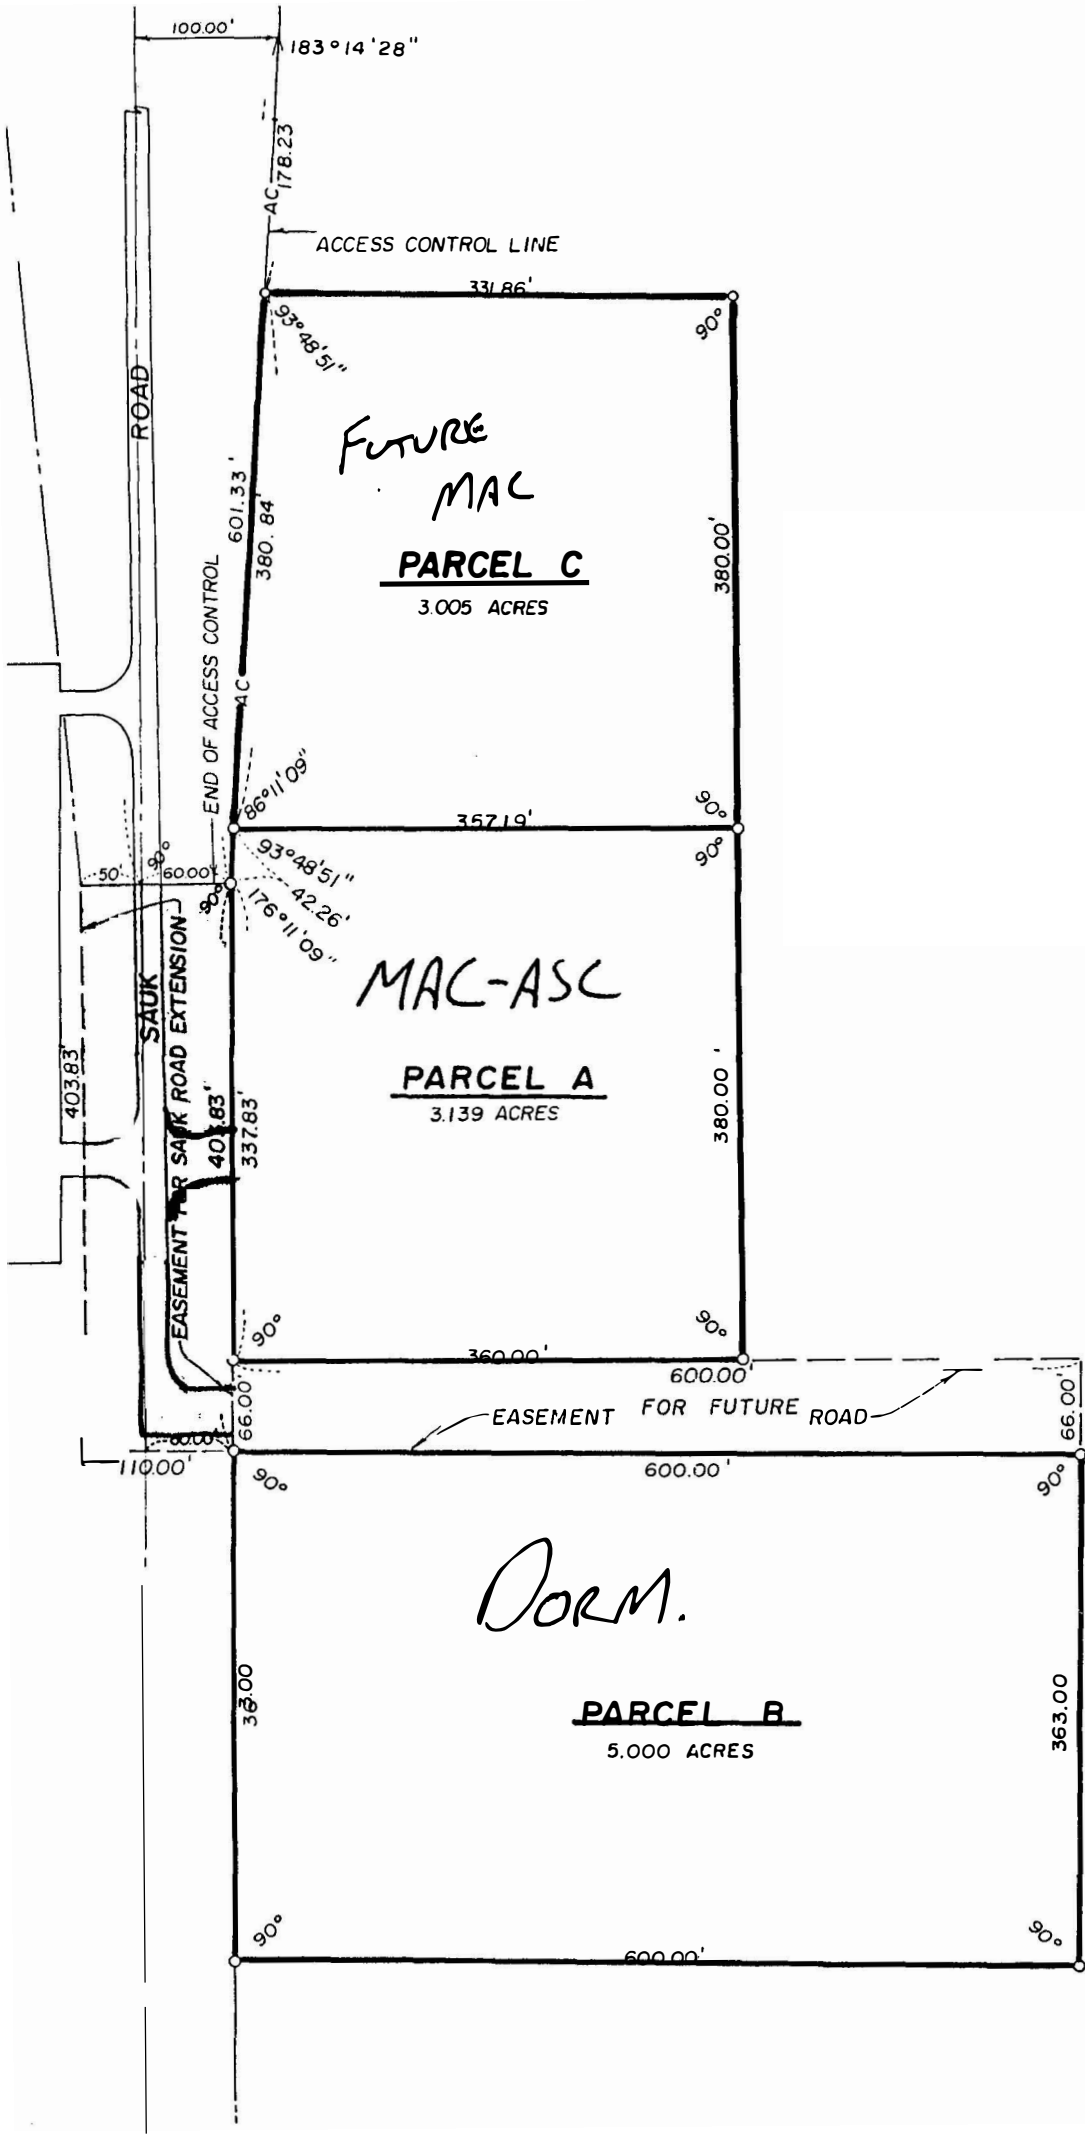 100.00'
183°14'28"
178.23'
AC
ACCESS CONTROL LINE
331.86'
93°48'51"
90°
ROAD
FUTURE
MAC
601.33'
380.84'
PARCEL C
3.005 ACRES
380.00'
END OF ACCESS CONTROL
AC
86°11'09"
90°
357.19'
93°48'51"
90°
50'
90°
60.00'
90°
42.26'
176°11'09"
MAC-ASC
SAUK
EASEMENT FOR SAUK ROAD EXTENSION
403.83'
403.83'
337.83'
PARCEL A
3.139 ACRES
380.00'
90°
90°
360.00'
600.00'
66.00'
EASEMENT FOR FUTURE ROAD
66.00'
110.00'
600.00'
90°
90°
DORM.
363.00
PARCEL B
5.000 ACRES
363.00
90°
90°
600.00'